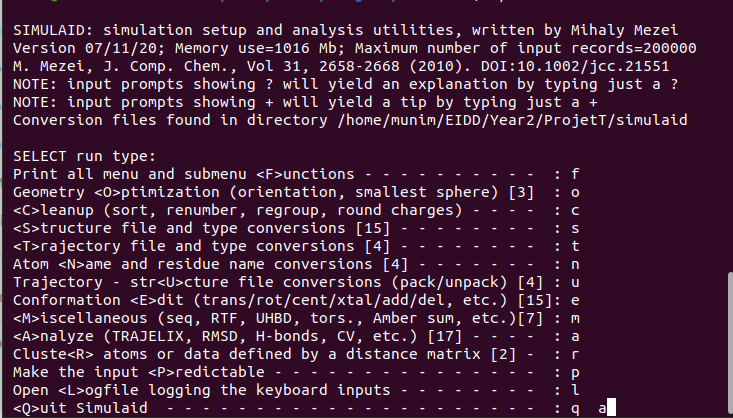 SIMULAID: simulation setup and analysis utilities, written by Mihaly Mezei
Version 07/11/20; Memory use=1016 Mb; Maximum number of input records=200000
M. Mezei, J. Comp. Chem., Vol 31, 2658-2668 (2010). DOI:10.1002/jcc.21551
NOTE: input prompts showing ? will yield an explanation by typing just a ?
NOTE: input prompts showing + will yield a tip by typing just a +
Conversion files found in directory /home/munim/EIDD/Year2/ProjetT/simulaid
SELECT run type:
Print all menu and submenu <F>unctions - - - - - - - - - - : f
Geometry <O>ptimization (orientation, smallest sphere) [3] : o
<C>leanup (sort, renumber, regroup, round charges) - - - - : c
<S>tructure file and type conversions [15] - - - - - - - - : s
<T>rajectory file and type conversions [4] - - - - - - - - : t
Atom <N>ame and residue name conversions [4] - - - - - - - : n
Trajectory - str<U>cture file conversions (pack/unpack) [4] : u
Conformation <E>dit (trans/rot/cent/xtal/add/del, etc.) [15]: e
<M>iscellaneous (seq, RTF, UHBD, tors., Amber sum, etc.)[7] : m
<A>nalyze (TRAJELIX, RMSD, H-bonds, CV, etc.) [17] - - - - : a
Cluste<R> atoms or data defined by a distance matrix [2] - : r
Make the input <P>redictable - - - - - - - - - - - - - - - : p
Open <L>ogfile logging the keyboard inputs - - - - - - - - : l
<Q>uit Simulaid - - - - - - - - - - - - - - - - - - - - - : q a